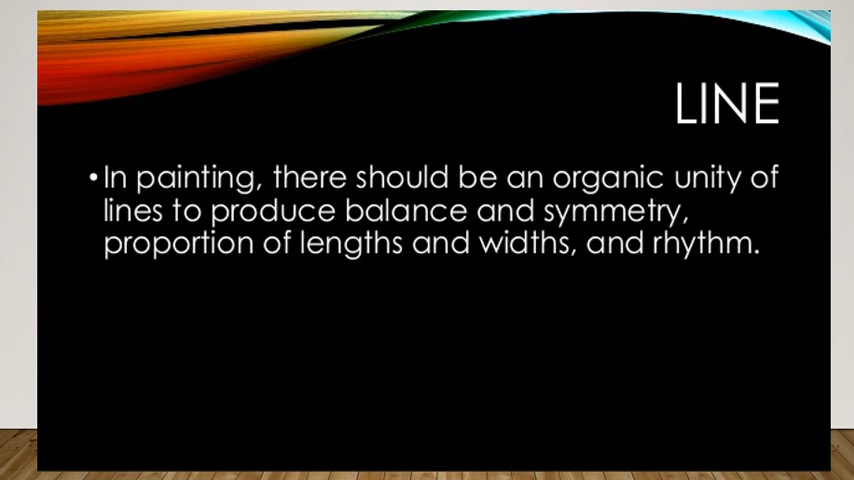 LINE
•In painting, there should be an organic unity of
lines to produce balance and symmetry,
proportion of lengths and widths, and rhythm.